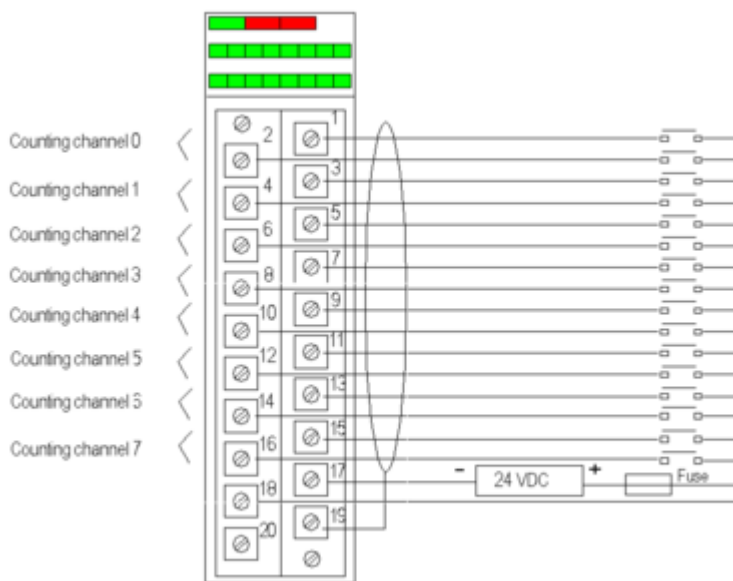 Counting channel 0
Counting channel 1
Counting channel 2
Counting channel 3
Counting channel 4
Counting channel 5
Counting channel 6
Counting channel 7
1
2
3
4
5
6
7
8
9
10
11
12
13
14
15
16
17
18
19
20
- 24 VDC + Fuse